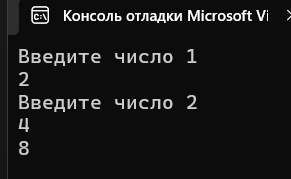 Консоль отладки Microsoft Vi
Введите число 1
2
Введите число 2
4
8